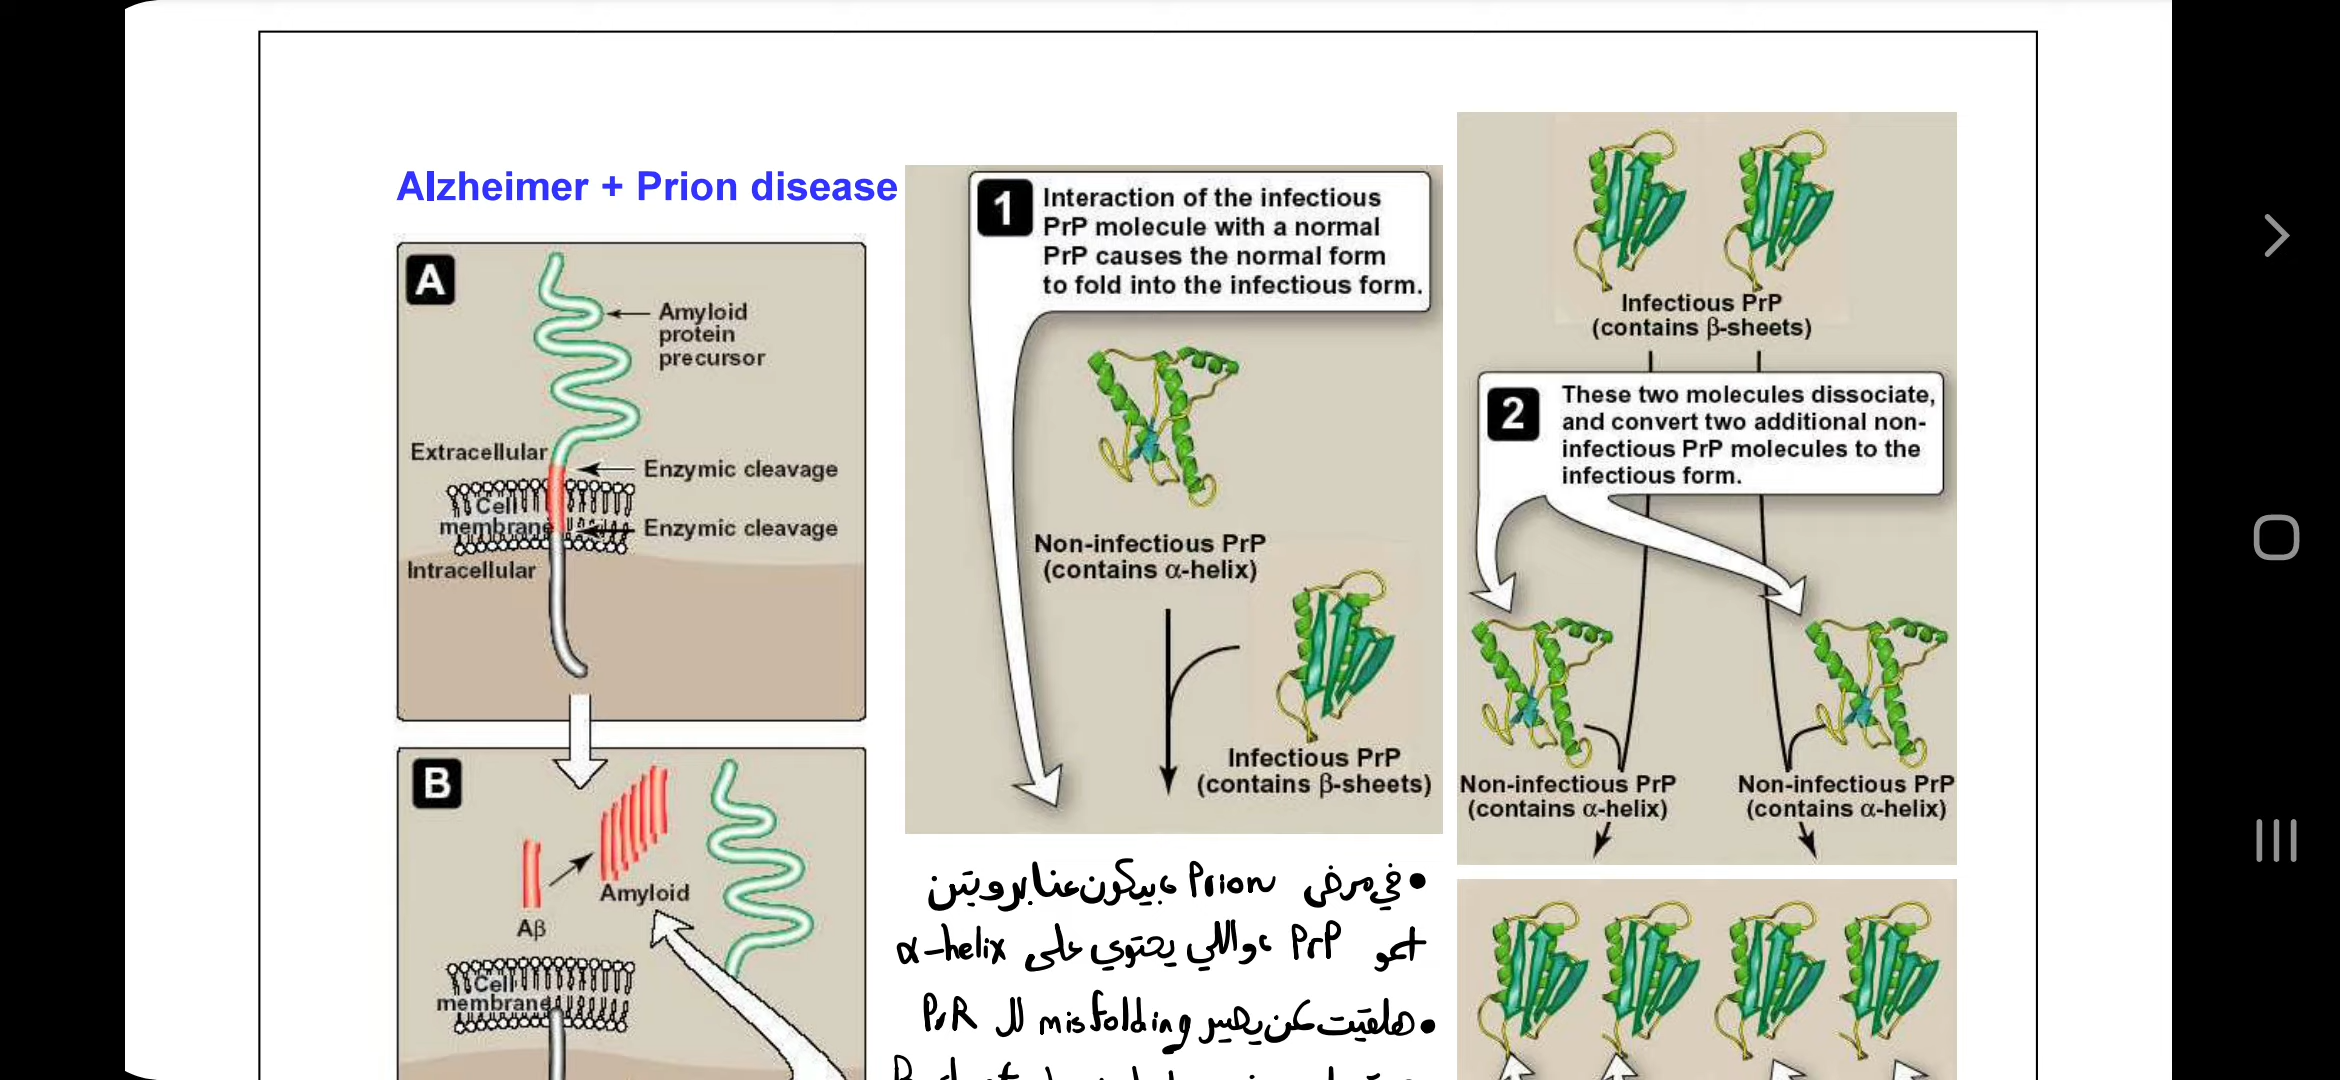 Alzheimer + Prion disease
A
Amyloid
protein
precursor
Extracellular
Enzymic cleavage
Cell
membrane
Enzymic cleavage
Intracellular
B
Amyloid
Aβ
Cell
membrane
1
Interaction of the infectious
PrP molecule with a normal
PrP causes the normal form
to fold into the infectious form.
Non-infectious PrP
(contains α-helix)
Infectious PrP
(contains β-sheets)
• في مرض Prion بيكون عنا بروتين
PrP واللي يحتوي على α-helix
• هلقيت يصير misfolding لل PrR
Infectious PrP
(contains β-sheets)
2
These two molecules dissociate,
and convert two additional non-
infectious PrP molecules to the
infectious form.
Non-infectious PrP
(contains α-helix)
Non-infectious PrP
(contains α-helix)